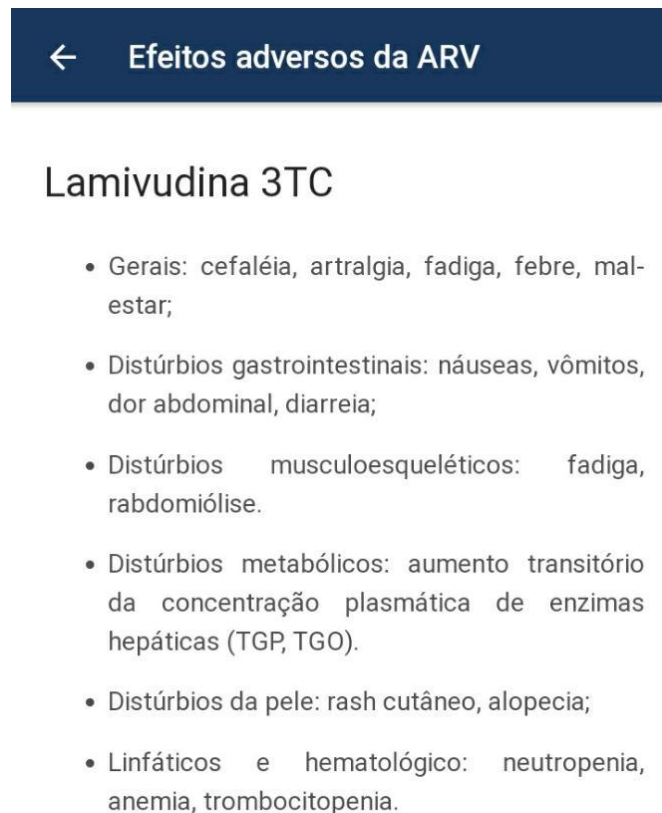 Efeitos adversos da ARV
Lamivudina 3TC
• Gerais: cefaléia, artralgia, fadiga, febre, mal-
estar;
• Distúrbios gastrointestinais: náuseas, vômitos,
dor abdominal, diarreia;
• Distúrbios musculoesqueléticos: fadiga,
rabdomiólise.
• Distúrbios metabólicos: aumento transitório
da concentração plasmática de enzimas
hepáticas (TGP, TGO).
• Distúrbios da pele: rash cutâneo, alopecia;
• Linfáticos e hematológico: neutropenia,
anemia, trombocitopenia.